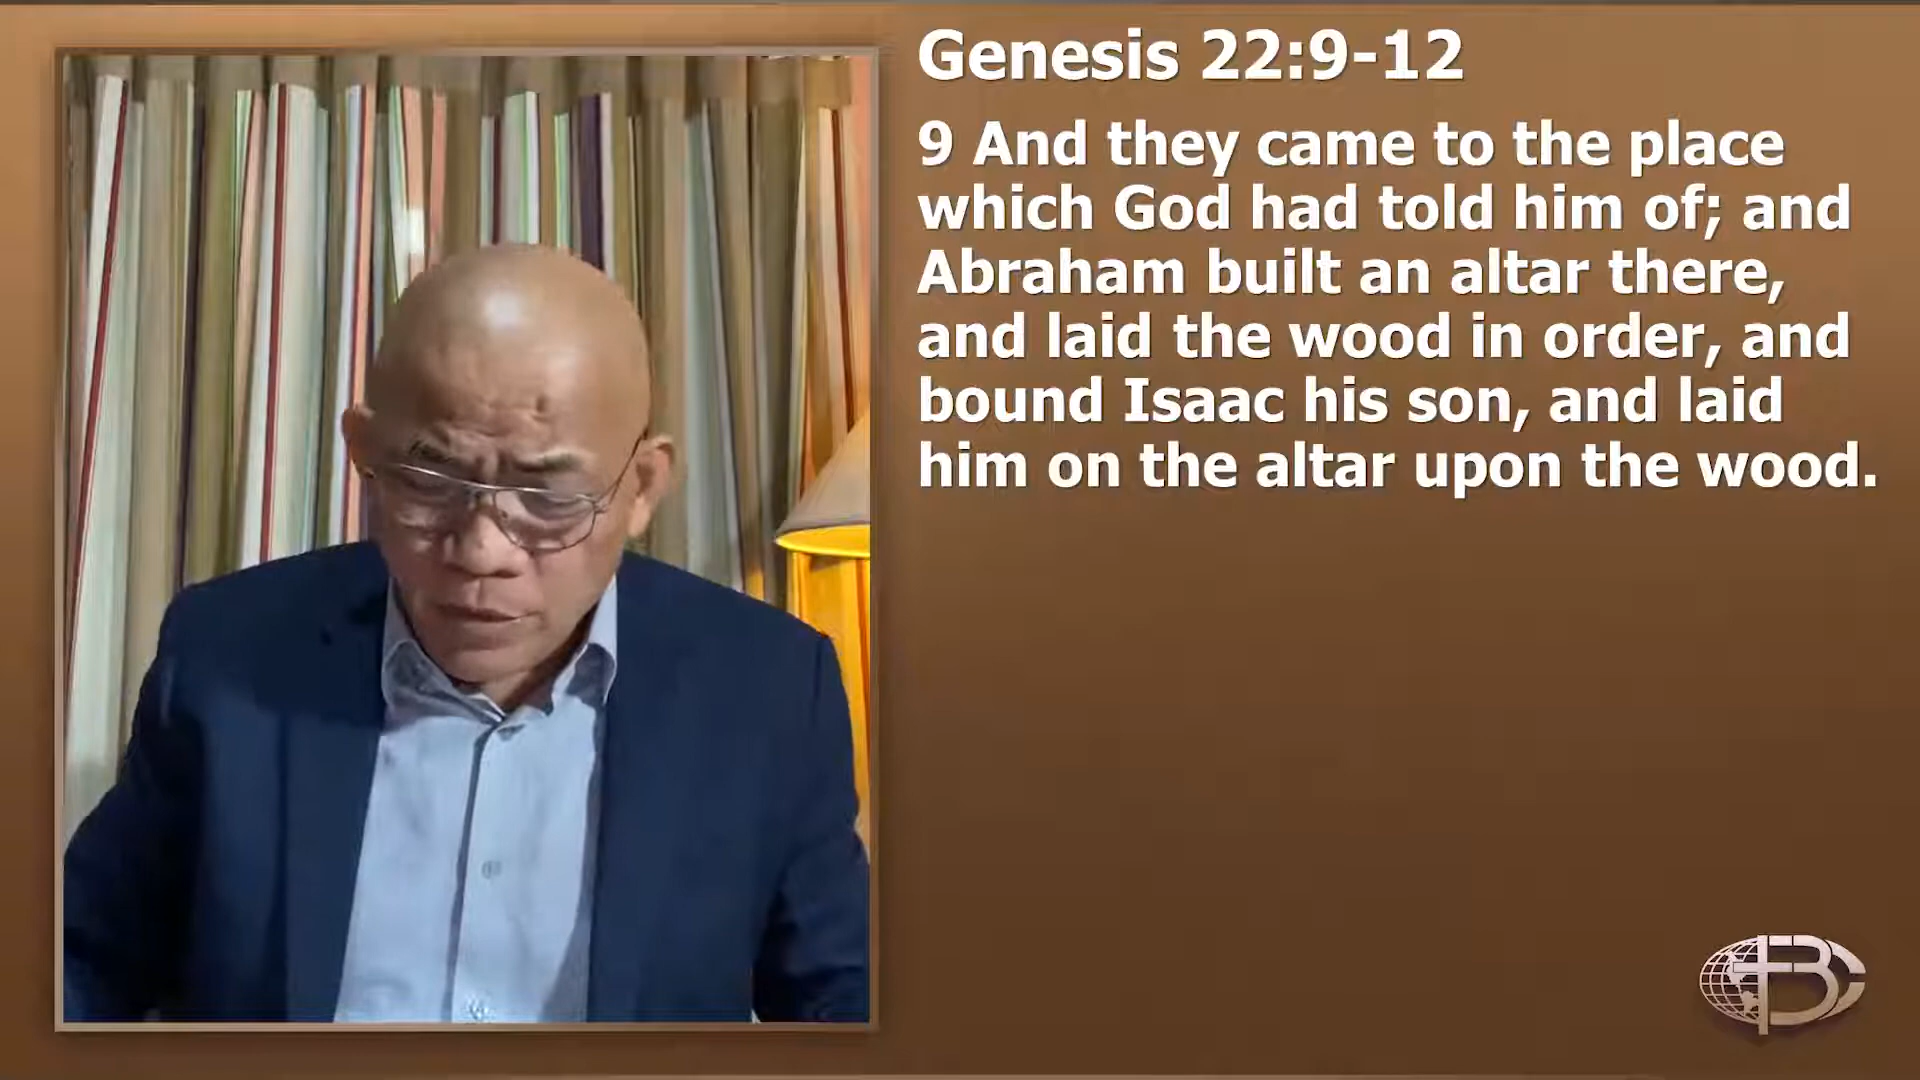 Genesis 22:9-12
9 And they came to the place
which God had told him of; and
Abraham built an altar there,
and laid the wood in order, and
bound Isaac his son, and laid
him on the altar upon the wood.